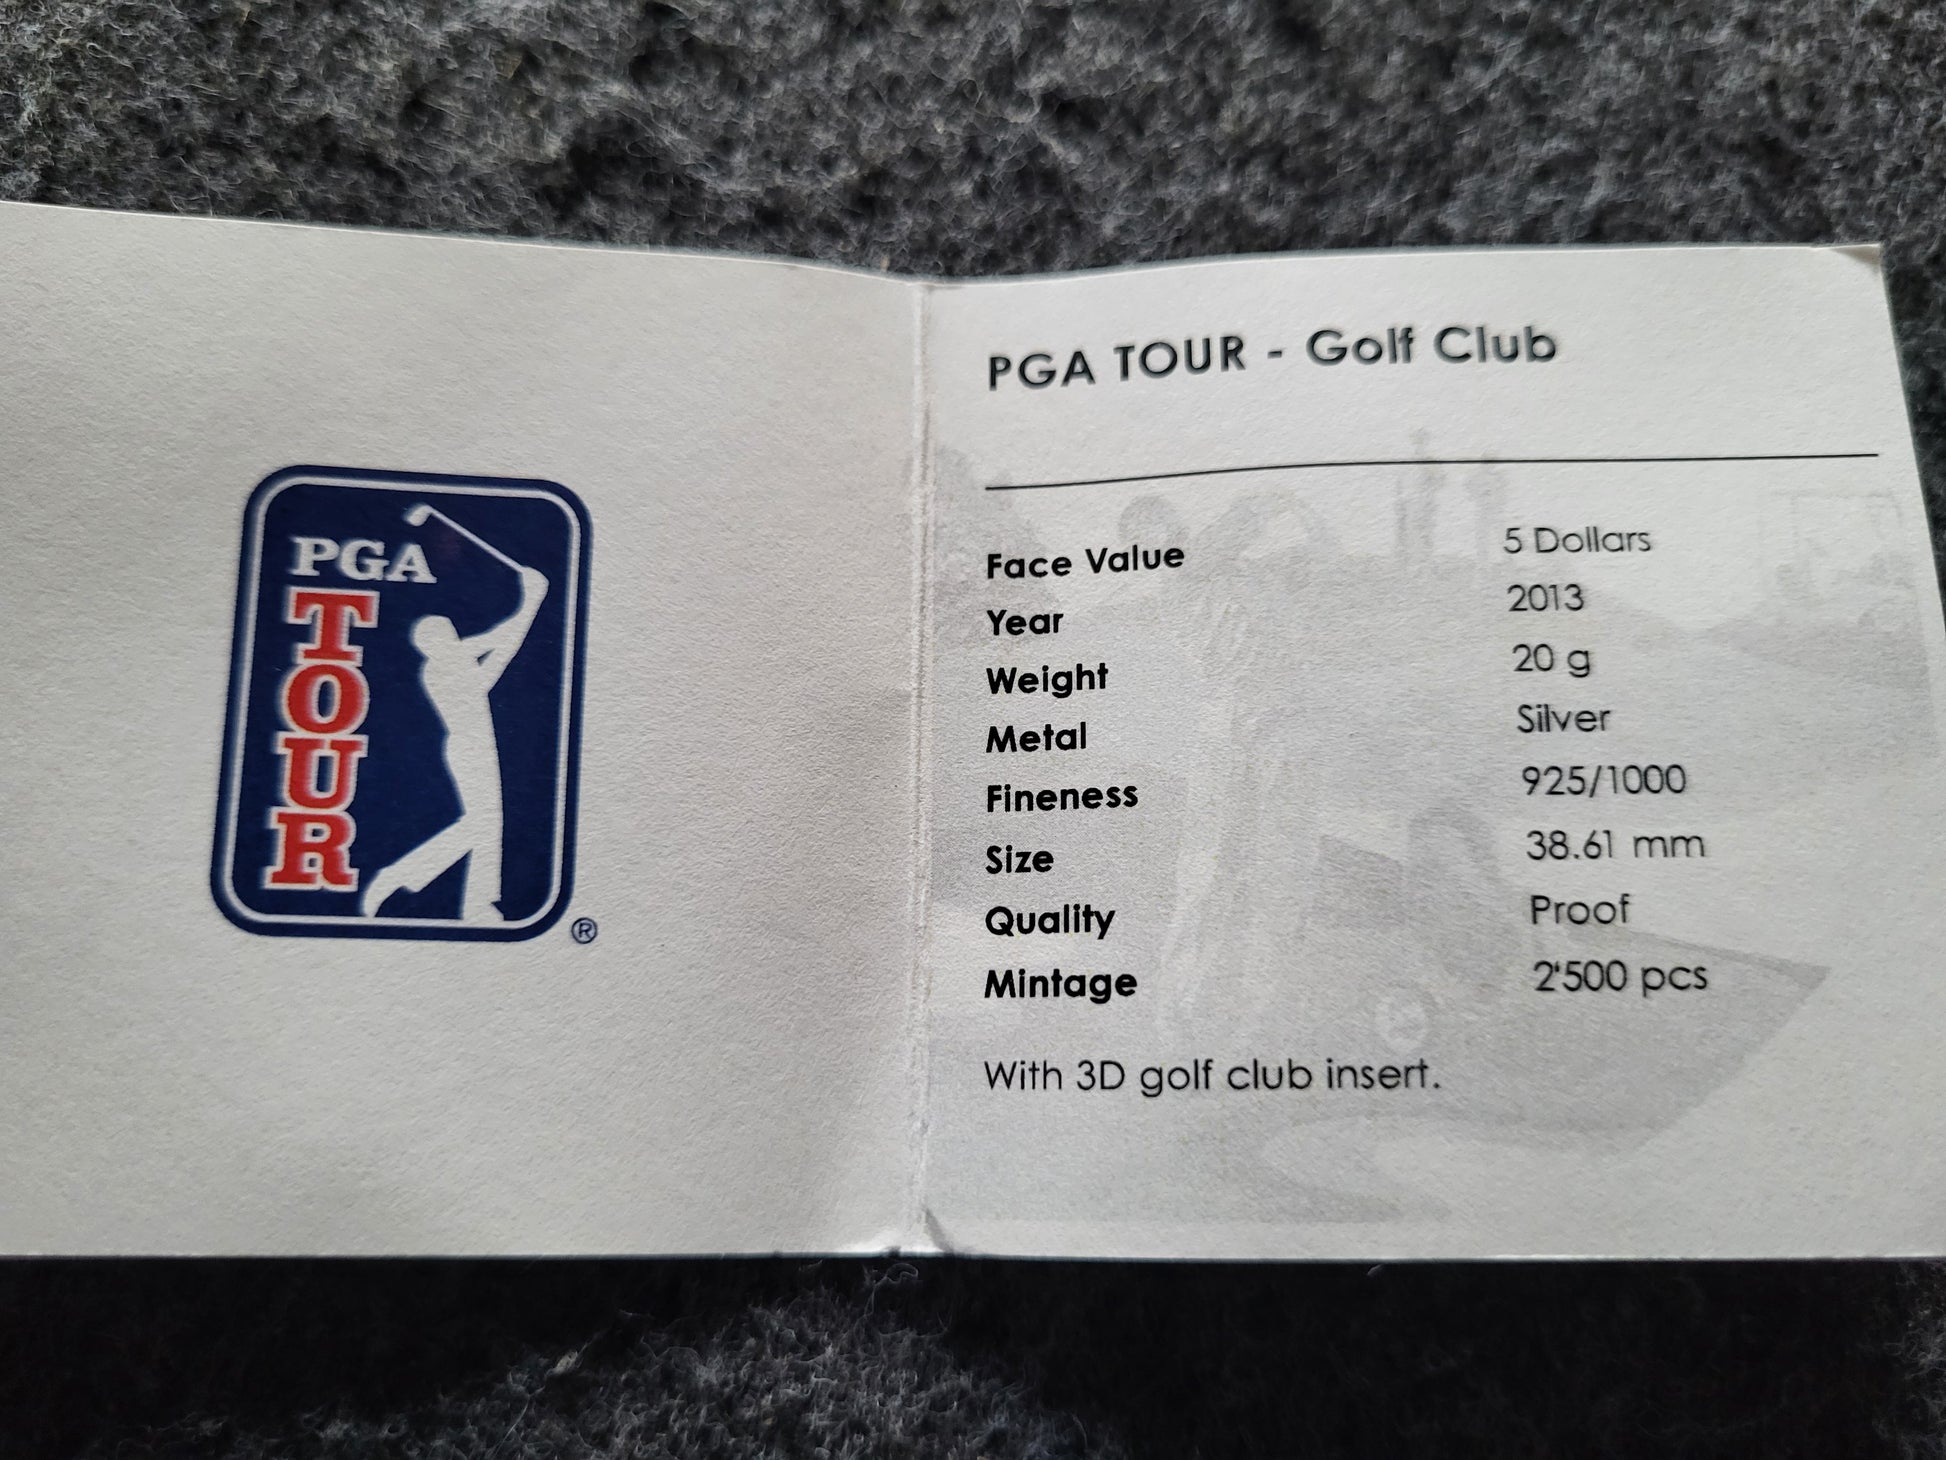 PGA
TOUR
®
PGA TOUR - Golf Club
Face Value 5 Dollars
Year 2013
Weight 20 g
Metal Silver
Fineness 925/1000
Size 38.61 mm
Quality Proof
Mintage 2'500 pcs
With 3D golf club insert.